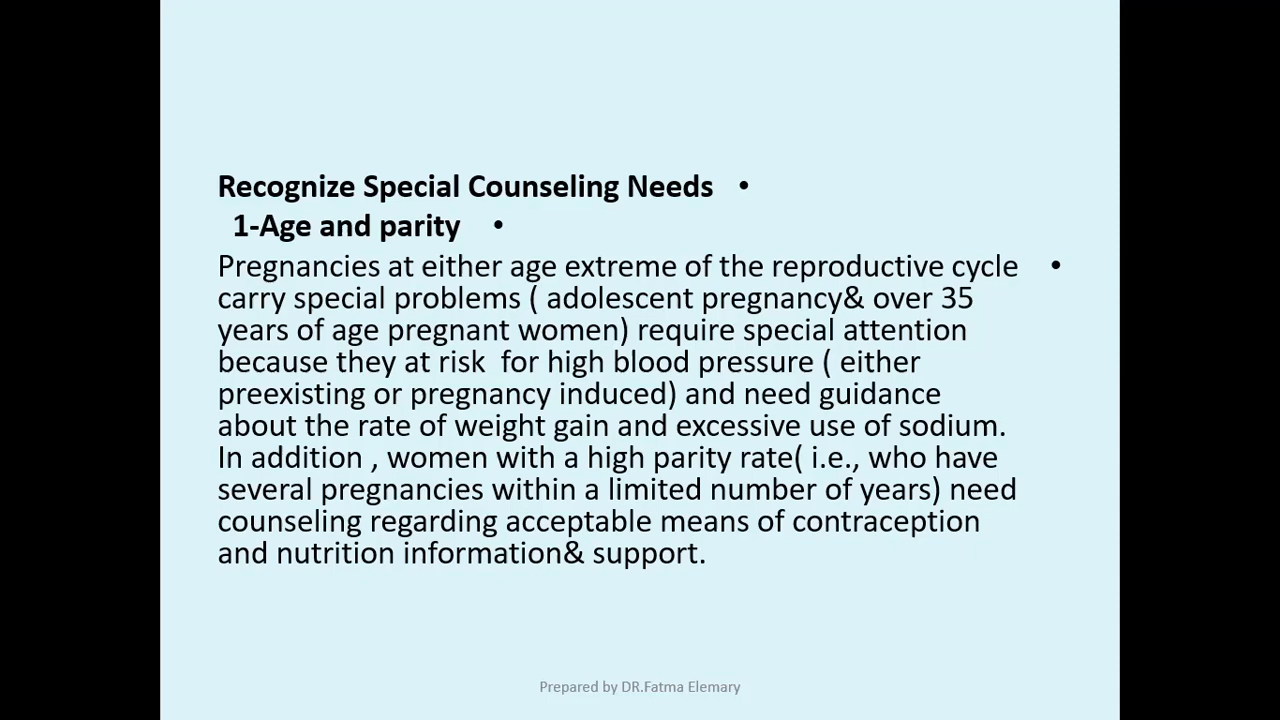 Recognize Special Counseling Needs •
1-Age and parity •
Pregnancies at either age extreme of the reproductive cycle •
carry special problems ( adolescent pregnancy& over 35
years of age pregnant women) require special attention
because they at risk  for high blood pressure ( either
preexisting or pregnancy induced) and need guidance
about the rate of weight gain and excessive use of sodium.
In addition , women with a high parity rate( i.e., who have
several pregnancies within a limited number of years) need
counseling regarding acceptable means of contraception
and nutrition information& support.
Prepared by DR.Fatma Elemary